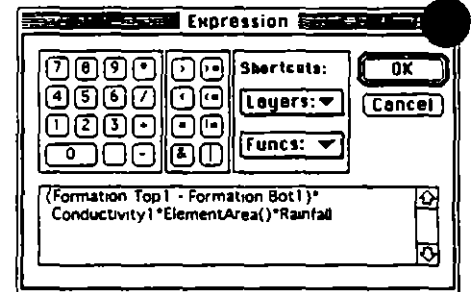 Expression
7 8 9 * > >= Shortcuts: OK
4 5 6 / < <= Layers: ▼ Cancel
1 2 3 + = !=
0 - & | Funcs: ▼
(Formation Top1 - Formation Bot1)*
Conductivity1*ElementArea()*Rainfall